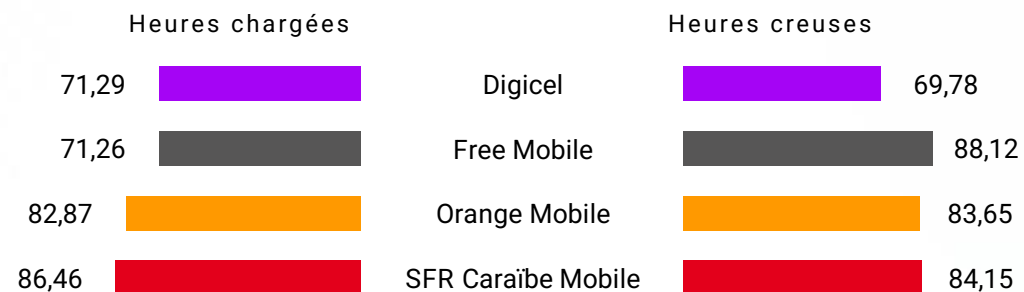 Heures chargées Heures creuses
71,29 Digicel 69,78
71,26 Free Mobile 88,12
82,87 Orange Mobile 83,65
86,46 SFR Caraïbe Mobile 84,15